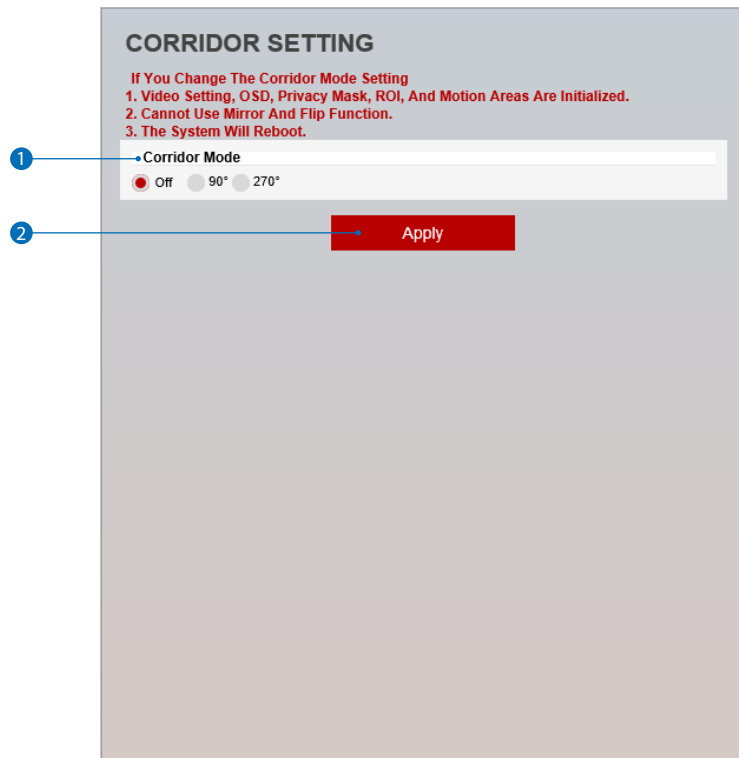 CORRIDOR SETTING
If You Change The Corridor Mode Setting
1. Video Setting, OSD, Privacy Mask, ROI, And Motion Areas Are Initialized.
2. Cannot Use Mirror And Flip Function.
3. The System Will Reboot.
1 Corridor Mode
Off 90° 270°
2 Apply